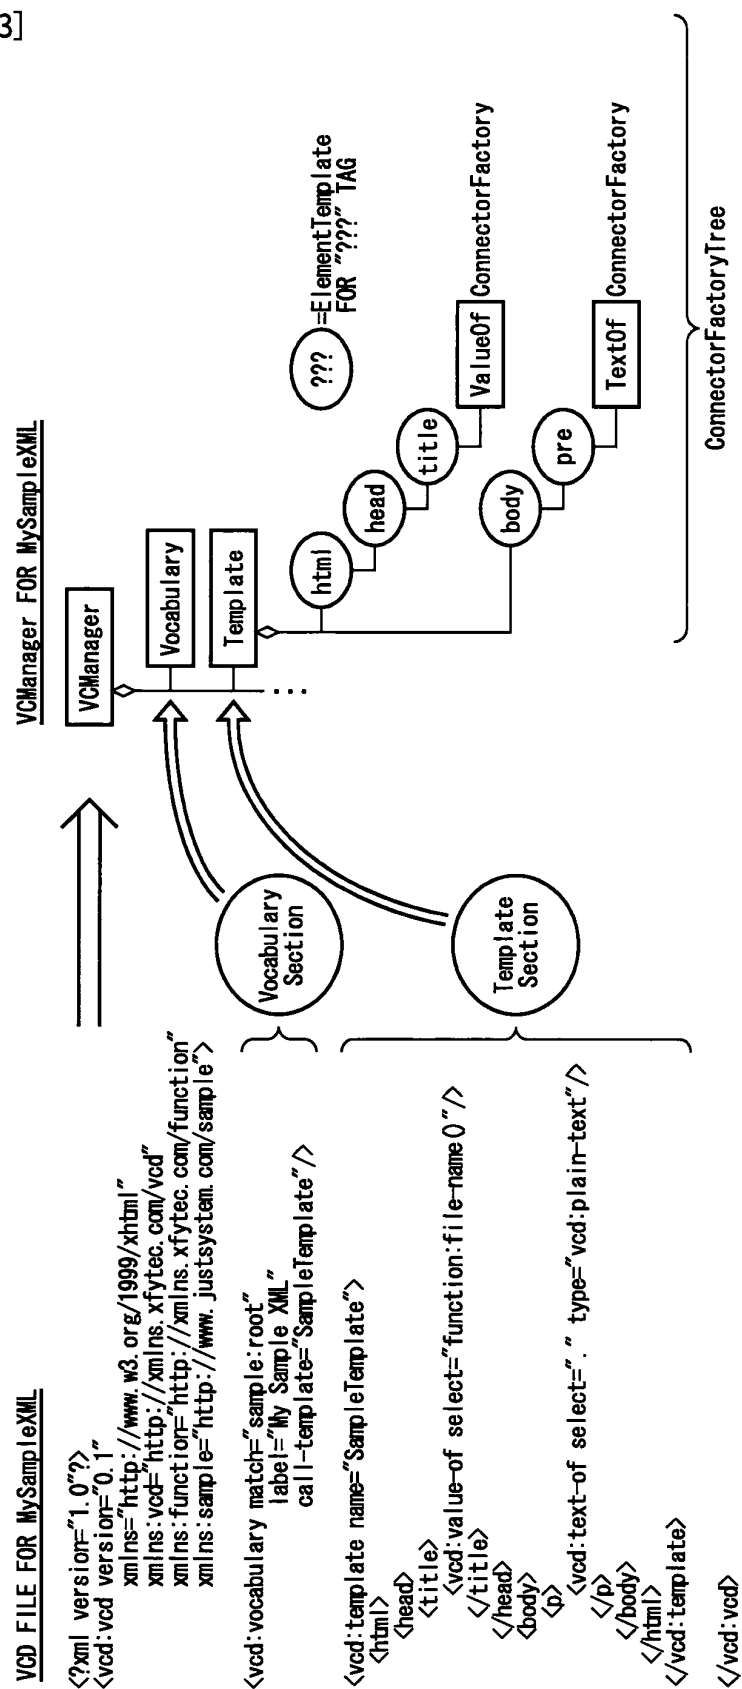 3]
VCD FILE FOR MySampleXML
<?xml version="1.0"?>
<vcd:vcd version="0.1"
xmlns="http://www.w3.org/1999/xhtml"
xmlns:vcd="http://xmlns.xfytec.com/vcd"
xmlns:function="http://xmlns.xfytec.com/function"
xmlns:sample="http://www.justsystem.com/sample">
<vcd:vocabulary match="sample:root"
label="My Sample XML"
call-template="SampleTemplate"/>
<vcd:template name="SampleTemplate">
<html>
<head>
<title>
<vcd:value-of select="function:file-name()"/>
</title>
</head>
<body>
<p>
<vcd:text-of select="." type="vcd:plain-text"/>
</p>
</body>
</html>
</vcd:template>
</vcd:vcd>
Vocabulary
Section
Template
Section
VCManager FOR MySampleXML
VCManager
Vocabulary
Template
...
html
head
title
ValueOf ConnectorFactory
body
pre
TextOf ConnectorFactory
??? =ElementTemplate
FOR "???" TAG
ConnectorFactoryTree